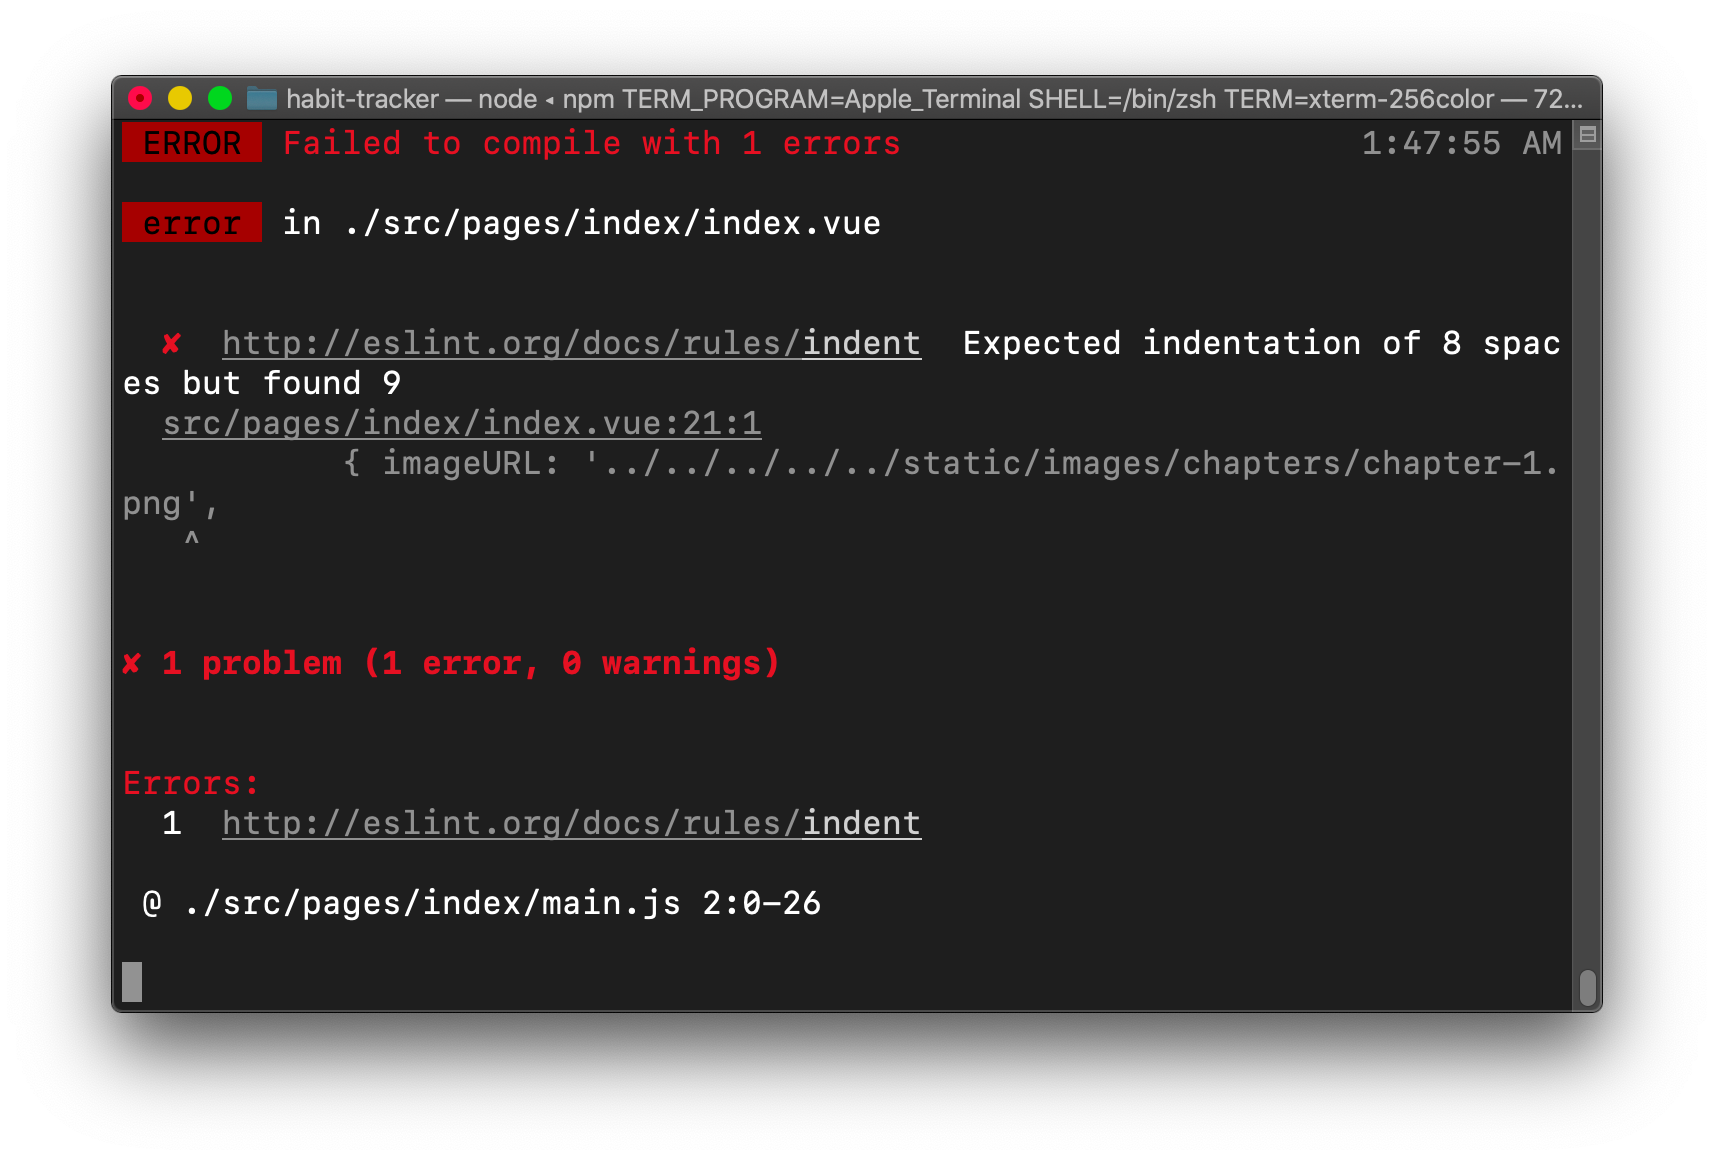 habit-tracker — node ◂ npm TERM_PROGRAM=Apple_Terminal SHELL=/bin/zsh TERM=xterm-256color — 72...
ERROR Failed to compile with 1 errors 1:47:55 AM
error in ./src/pages/index/index.vue
✘ http://eslint.org/docs/rules/indent Expected indentation of 8 spac
es but found 9
src/pages/index/index.vue:21:1
{ imageURL: '../../../../../static/images/chapters/chapter-1.
png',
^
✘ 1 problem (1 error, 0 warnings)
Errors:
1 http://eslint.org/docs/rules/indent
@ ./src/pages/index/main.js 2:0-26